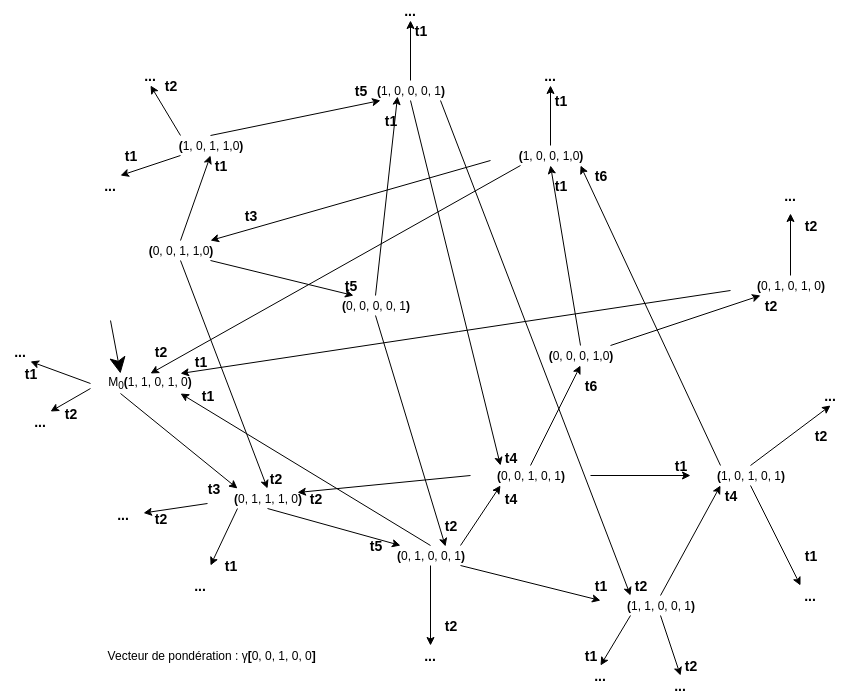 ...
t1
...
t2
t5 (1, 0, 0, 0, 1)
...
t1
t1
(1, 0, 1, 1,0)
t1
t1
...
(1, 0, 0, 1,0)
t6
t1
t3
...
t2
(0, 0, 1, 1,0)
t5
(0, 0, 0, 0, 1)
(0, 1, 0, 1, 0)
t2
...
t1
t2
t1
(0, 0, 0, 1,0)
M0(1, 1, 0, 1, 0)
t6
t1
t2
...
...
t2
t4
t1
t2
(0, 0, 1, 0, 1)
(1, 0, 1, 0, 1)
t3
t2
(0, 1, 1, 1, 0)
t2
t4
t4
...
t2
t5
t2
(0, 1, 0, 0, 1)
t1
t1
...
t1
t2
...
(1, 1, 0, 0, 1)
t2
...
t1
...
t2
...
Vecteur de pondération : γ[0, 0, 1, 0, 0]